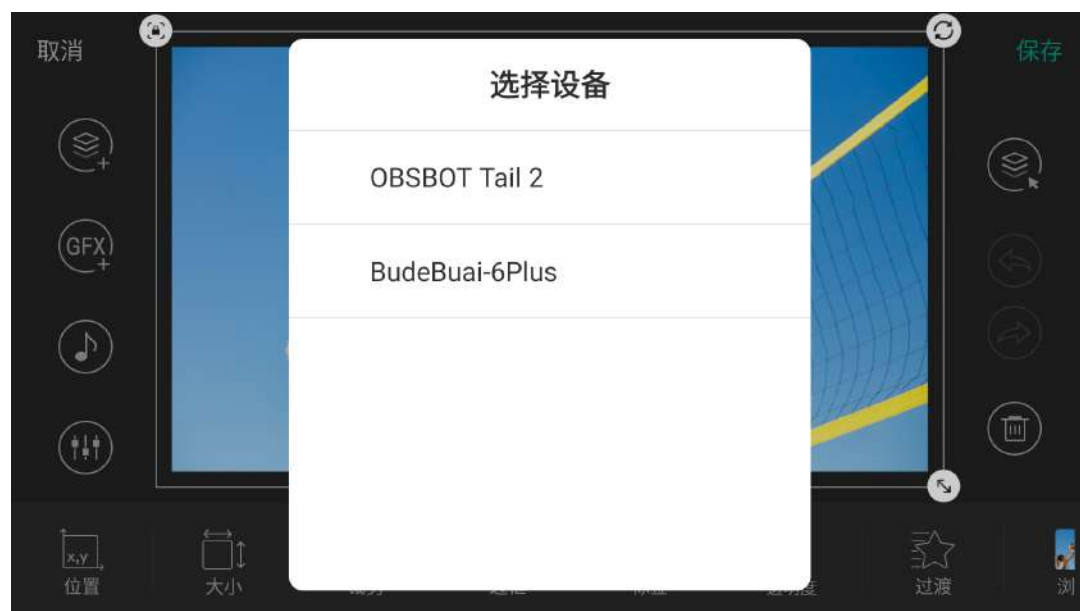 取消
选择设备
保存
OBSBOT Tail 2
GFX
BudeBuai-6Plus
x,y
位置
大小
过渡
浏